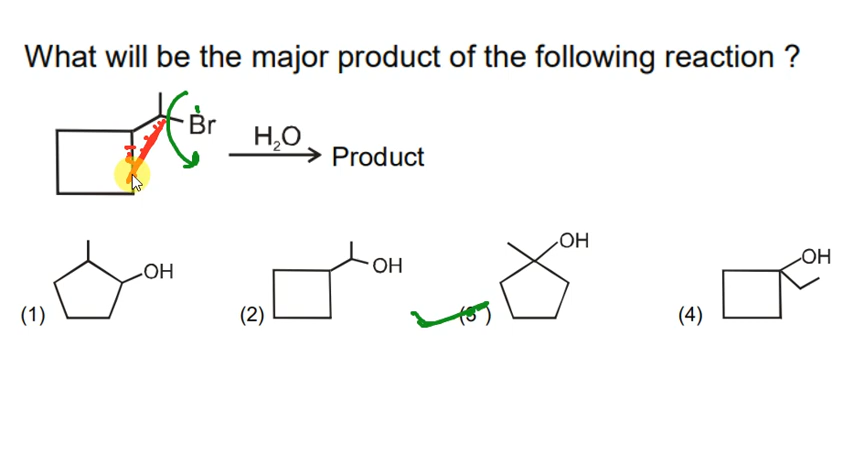 What will be the major product of the following reaction ?
Br
H₂O
Product
OH
OH
OH
OH
(1)
(2)
(3)
(4)